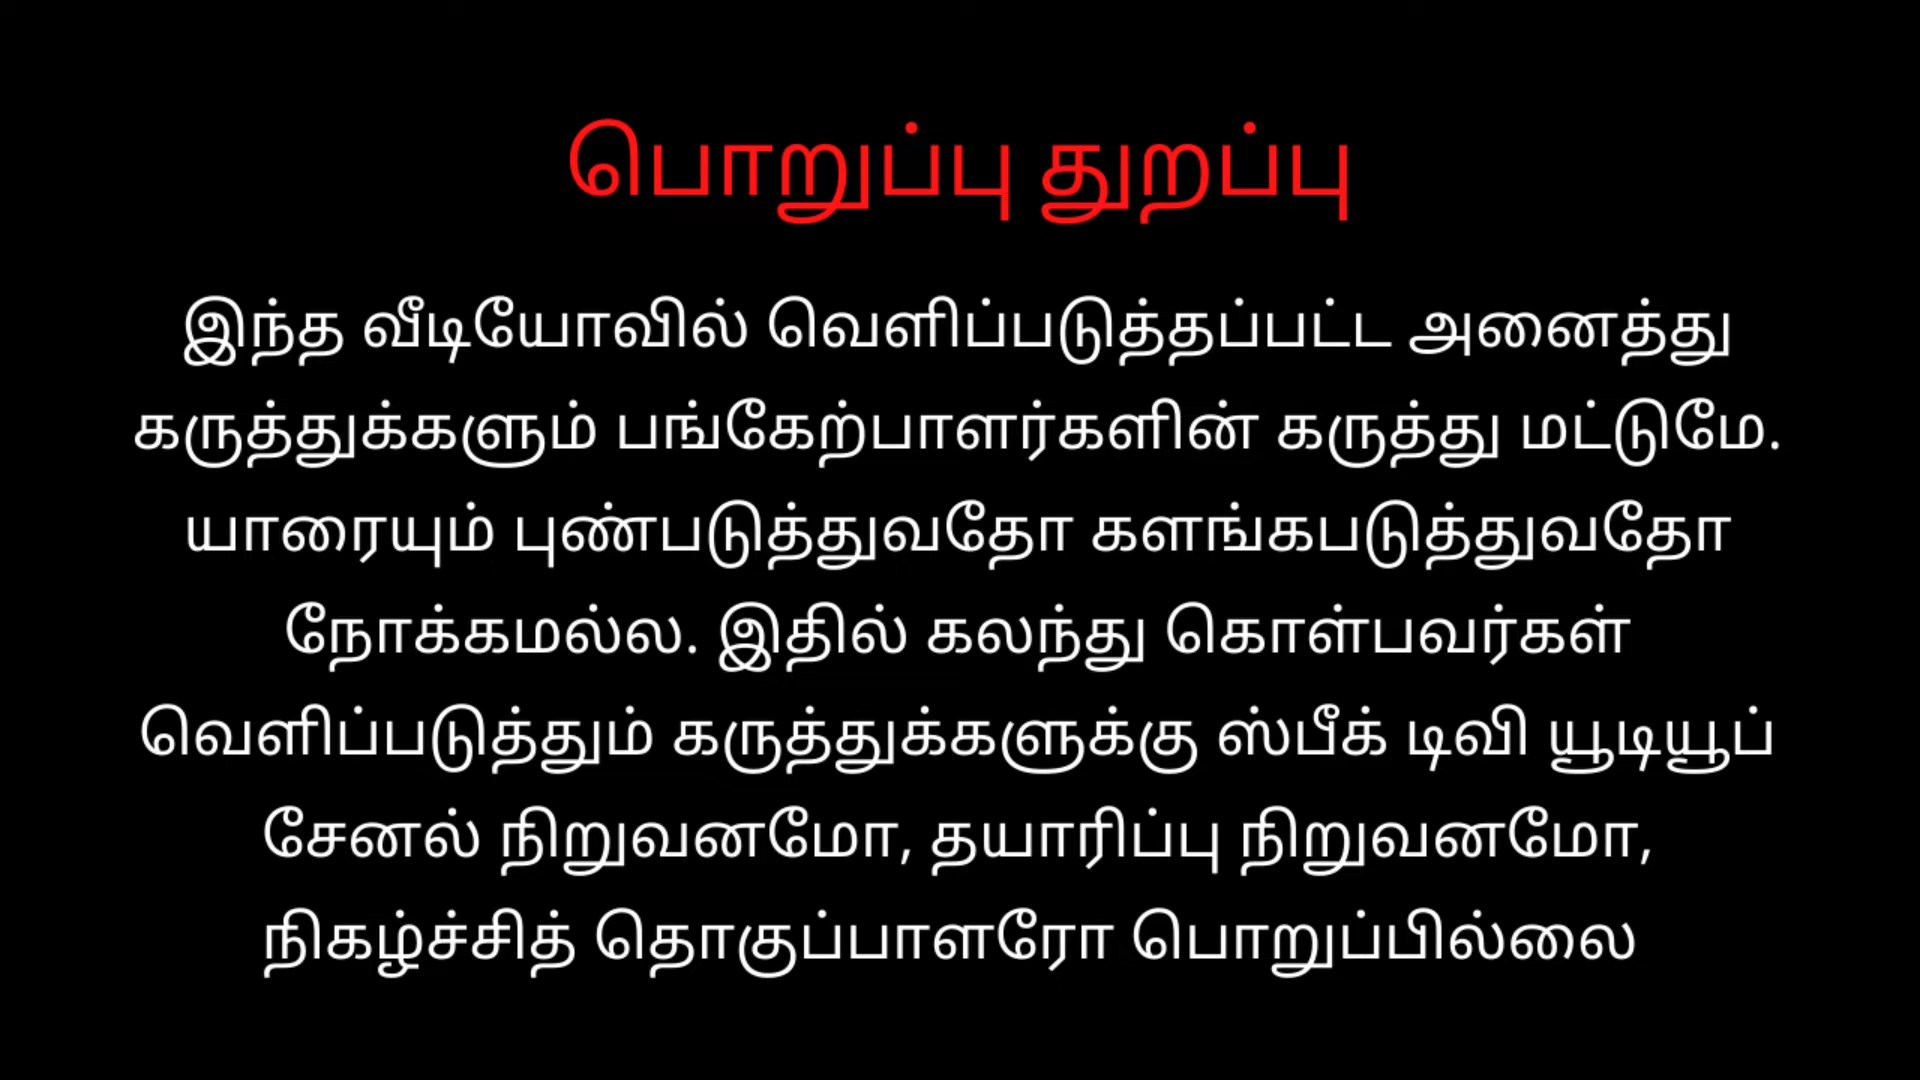 பொறுப்பு துறப்பு
இந்த வீடியோவில் வெளிப்படுத்தப்பட்ட அனைத்து
கருத்துக்களும் பங்கேற்பாளர்களின் கருத்து மட்டுமே.
யாரையும் புண்படுத்துவதோ களங்கபடுத்துவதோ
நோக்கமல்ல. இதில் கலந்து கொள்பவர்கள்
வெளிப்படுத்தும் கருத்துக்களுக்கு ஸ்பீக் டிவி யூடியூப்
சேனல் நிறுவனமோ, தயாரிப்பு நிறுவனமோ,
நிகழ்ச்சித் தொகுப்பாளரோ பொறுப்பில்லை